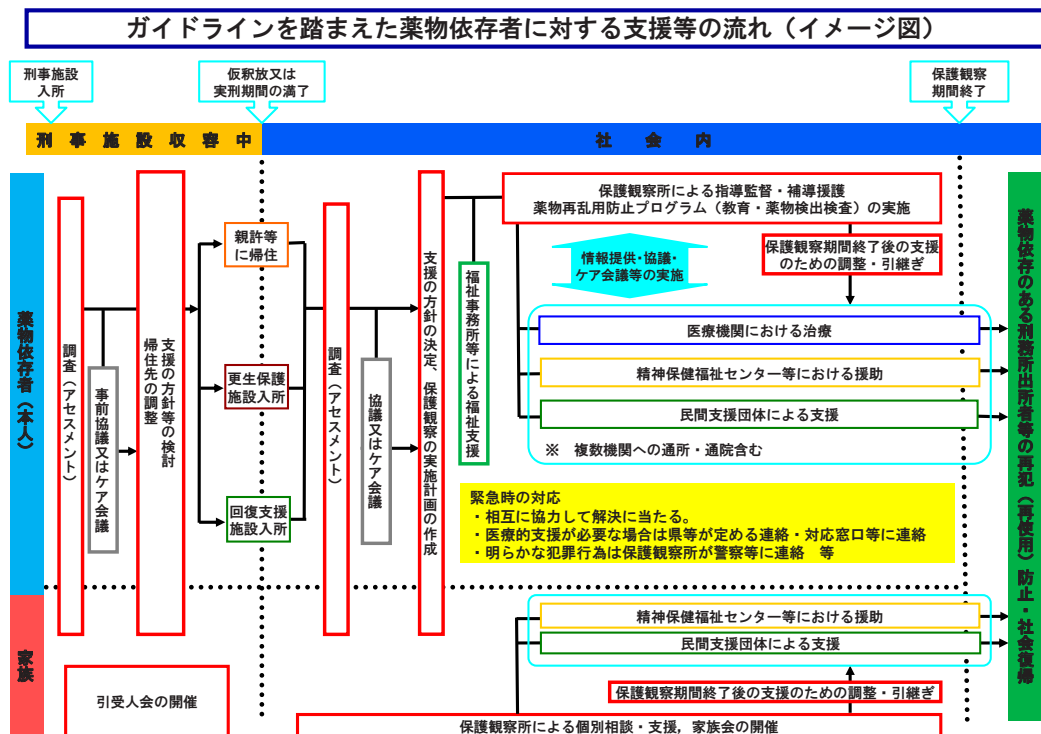 ガイドラインを踏まえた薬物依存者に対する支援等の流れ（イメージ図）
刑事施設
入所
仮釈放又は
実刑期間の満了
保護観察
期間終了
刑事施設収容中
社会内
薬物依存者（本人）
調査（アセスメント）
事前協議又はケア会議
支援の方針等の検討
帰住先の調整
親許等
に帰住
更生保護
施設入所
回復支援
施設入所
調査（アセスメント）
協議又はケア会議
支援の方針の決定、保護観察の実施計画の作成
福祉事務所等による福祉支援
保護観察所による指導監督・補導援護
薬物再乱用防止プログラム（教育・薬物検出検査）の実施
情報提供・協議・
ケア会議等の実施
保護観察期間終了後の支援
のための調整・引継ぎ
医療機関における治療
精神保健福祉センター等における援助
民間支援団体による支援
※　複数機関への通所・通院含む
緊急時の対応
・相互に協力して解決に当たる。
・医療的支援が必要な場合は県等が定める連絡・対応窓口等に連絡
・明らかな犯罪行為は保護観察所が警察等に連絡　等
薬物依存のある刑務所出所者等の再犯（再使用）防止・社会復帰
家族
精神保健福祉センター等における援助
民間支援団体による支援
保護観察期間終了後の支援のための調整・引継ぎ
引受人会の開催
保護観察所による個別相談・支援，家族会の開催